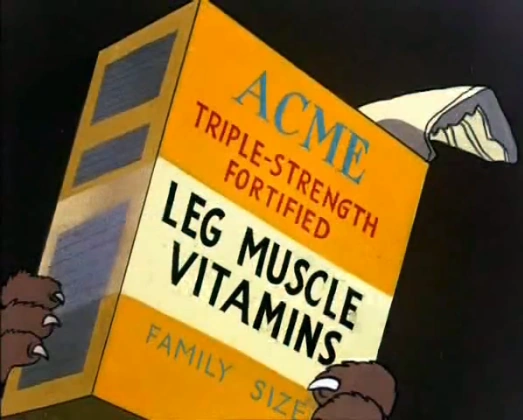 ACME
TRIPLE-STRENGTH
FORTIFIED
LEG MUSCLE
VITAMINS
FAMILY SIZE